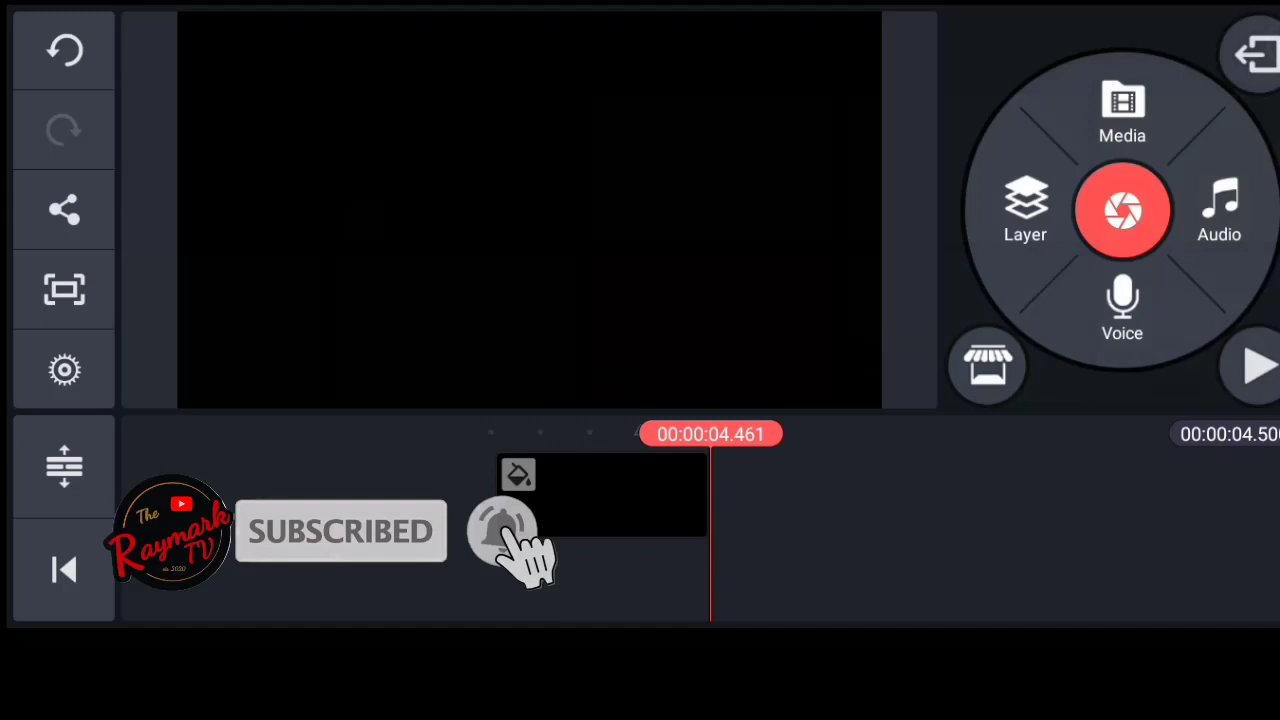 Media
Layer
Audio
Voice
00:00:04.461
00:00:04.50
The
Raymark
TV
SUBSCRIBED